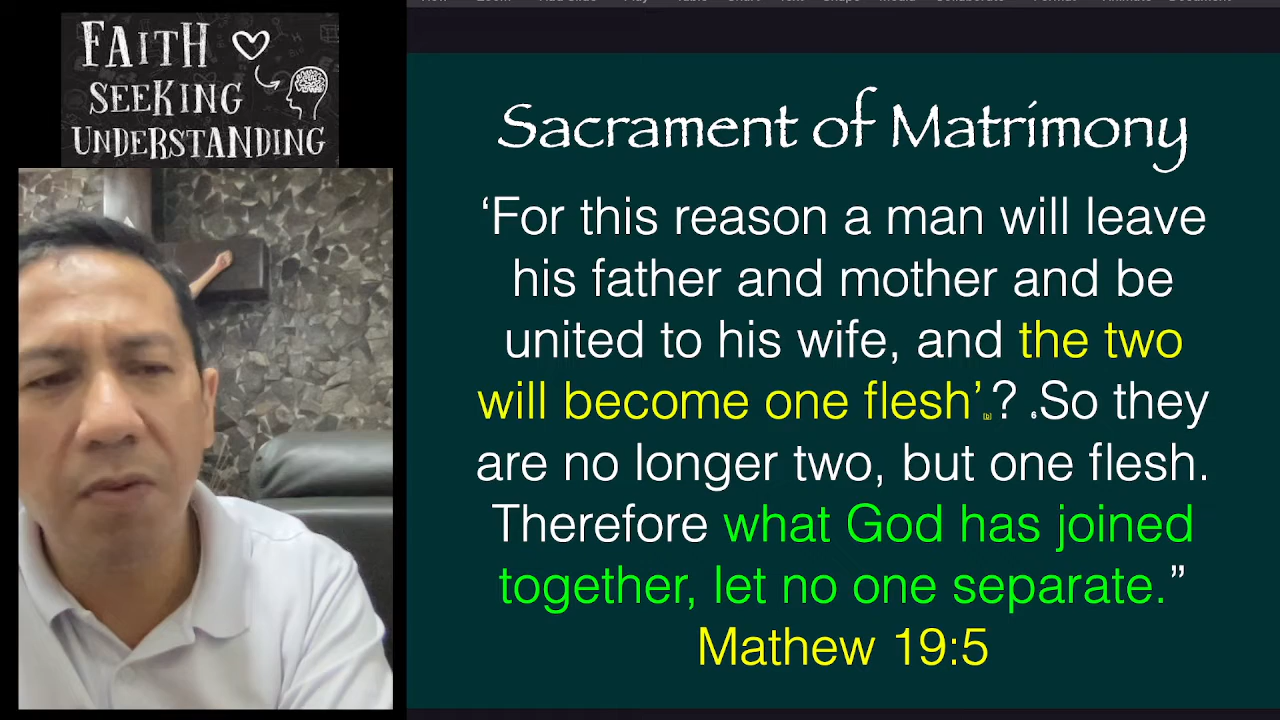 FAITH
SEEKING
UNDERSTANDING
Sacrament of Matrimony
‘For this reason a man will leave
his father and mother and be
united to his wife, and the two
will become one flesh’[b]? So they
are no longer two, but one flesh.
Therefore what God has joined
together, let no one separate.”
Mathew 19:5